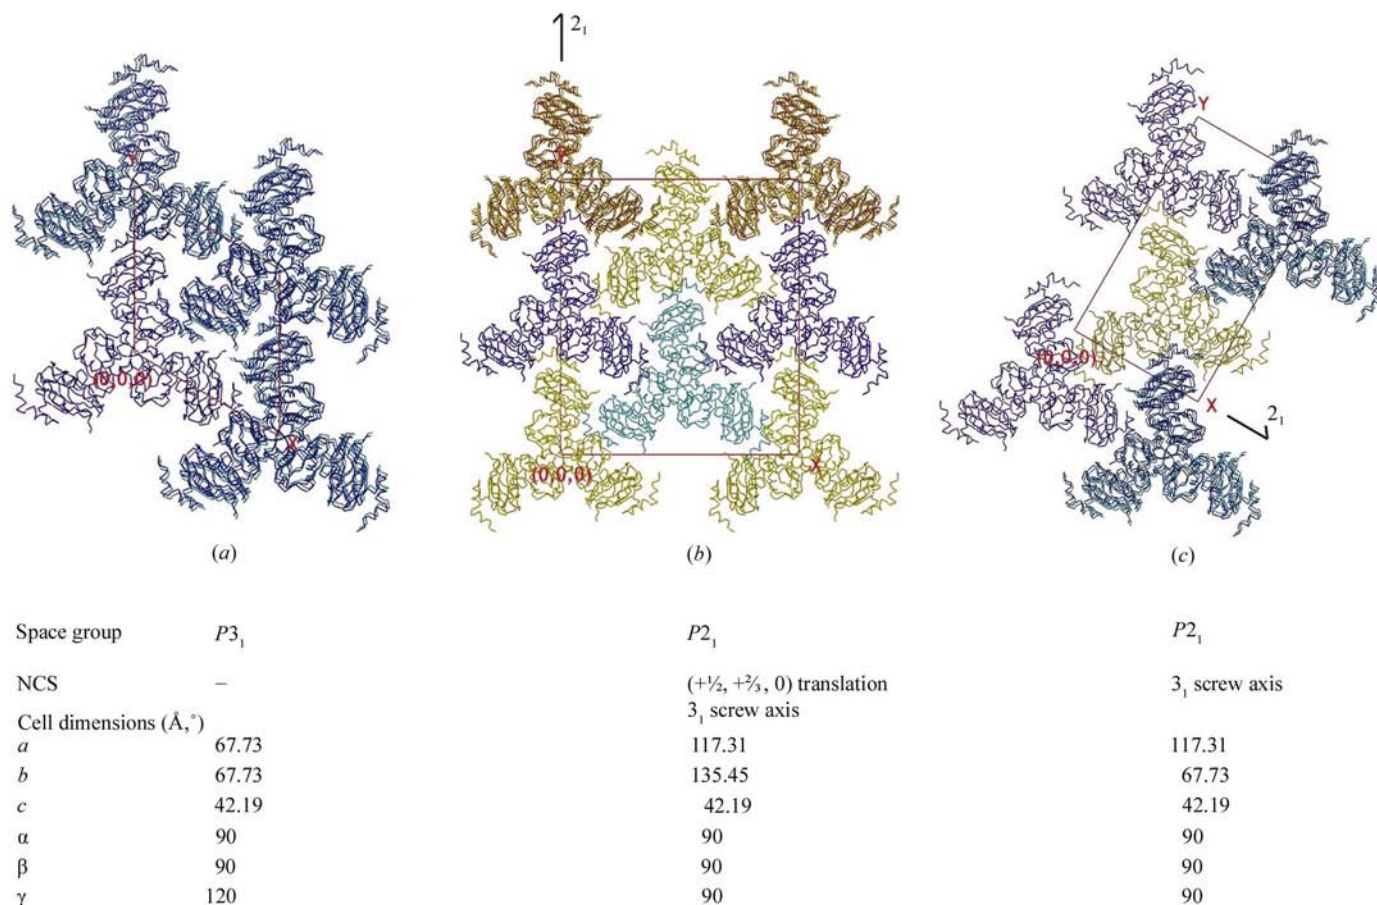 2₁
Y
(0,0,0)
X
(a)
Y
(0,0,0)
X
(b)
Y
(0,0,0)
X
2₁
(c)
Space group P3₁ P2₁ P2₁
NCS – (+½, +⅔, 0) translation 3₁ screw axis
3₁ screw axis
Cell dimensions (Å,°)
a 67.73 117.31 117.31
b 67.73 135.45 67.73
c 42.19 42.19 42.19
α 90 90 90
β 90 90 90
γ 120 90 90